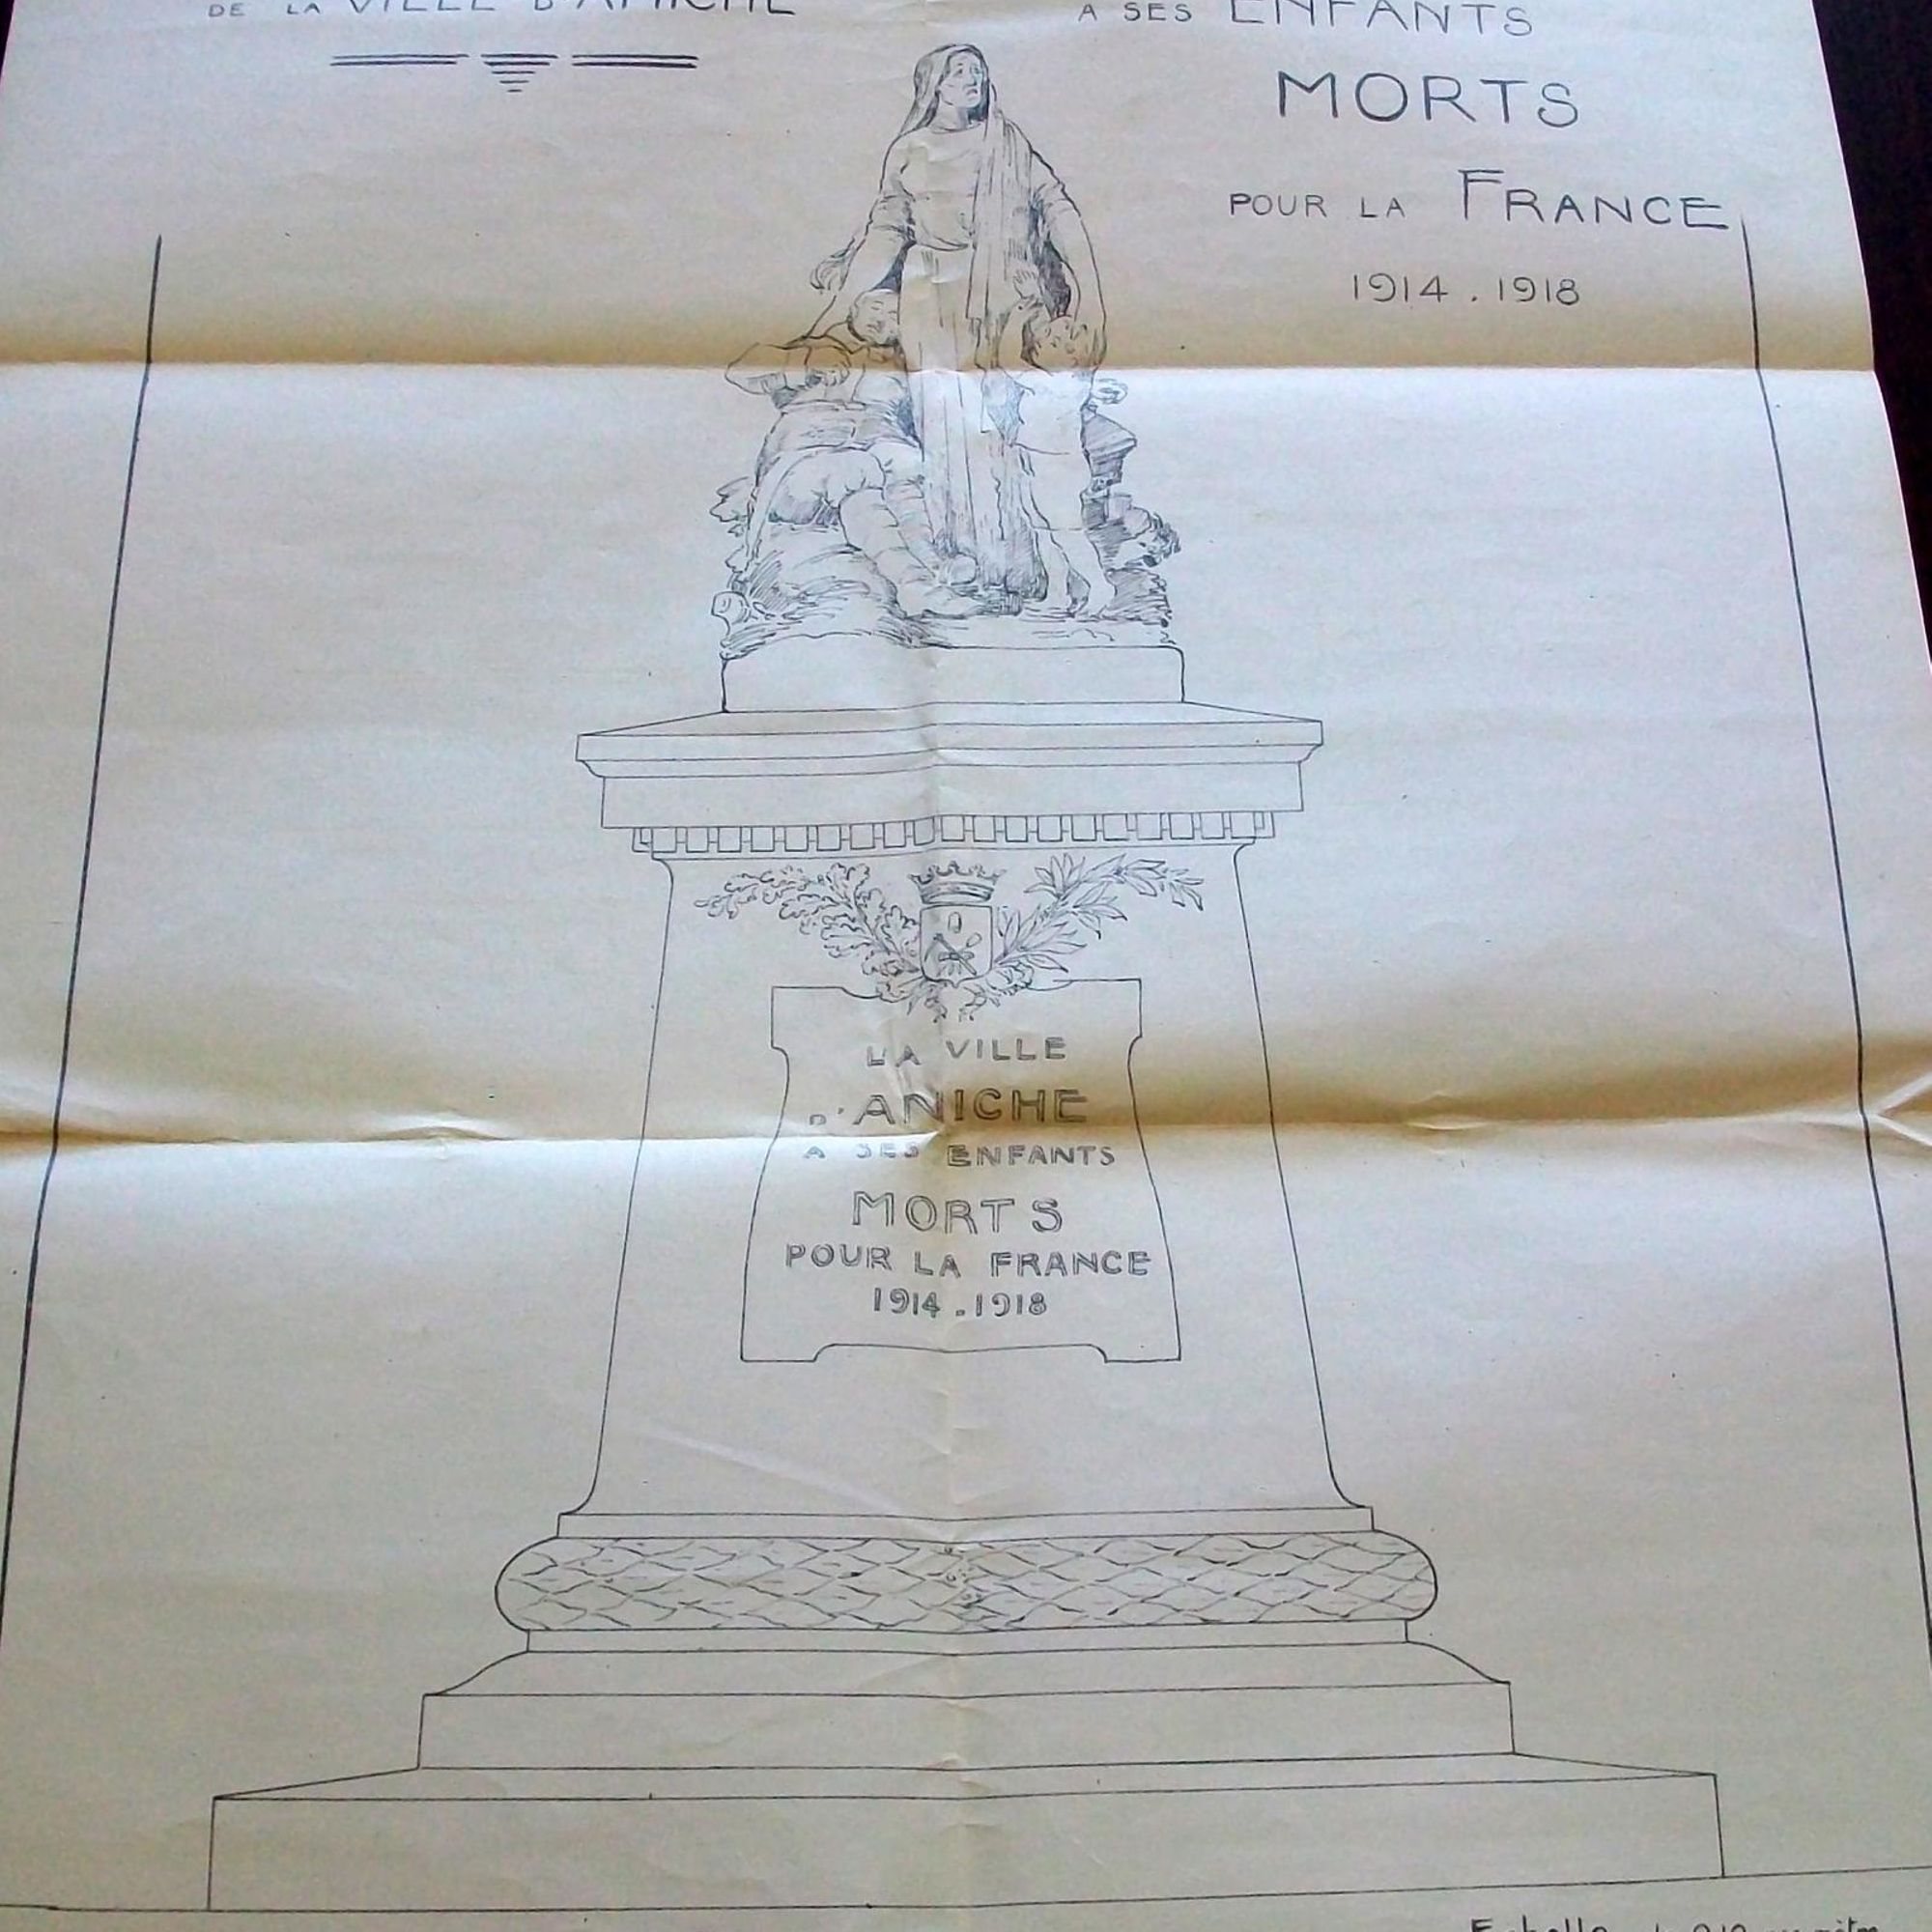 DE LA VILLE D'ANICHE
A SES ENFANTS
MORTS
POUR LA FRANCE
1914.1918
LA VILLE
D'ANICHE
A SES ENFANTS
MORTS
POUR LA FRANCE
1914.1918
Echelle